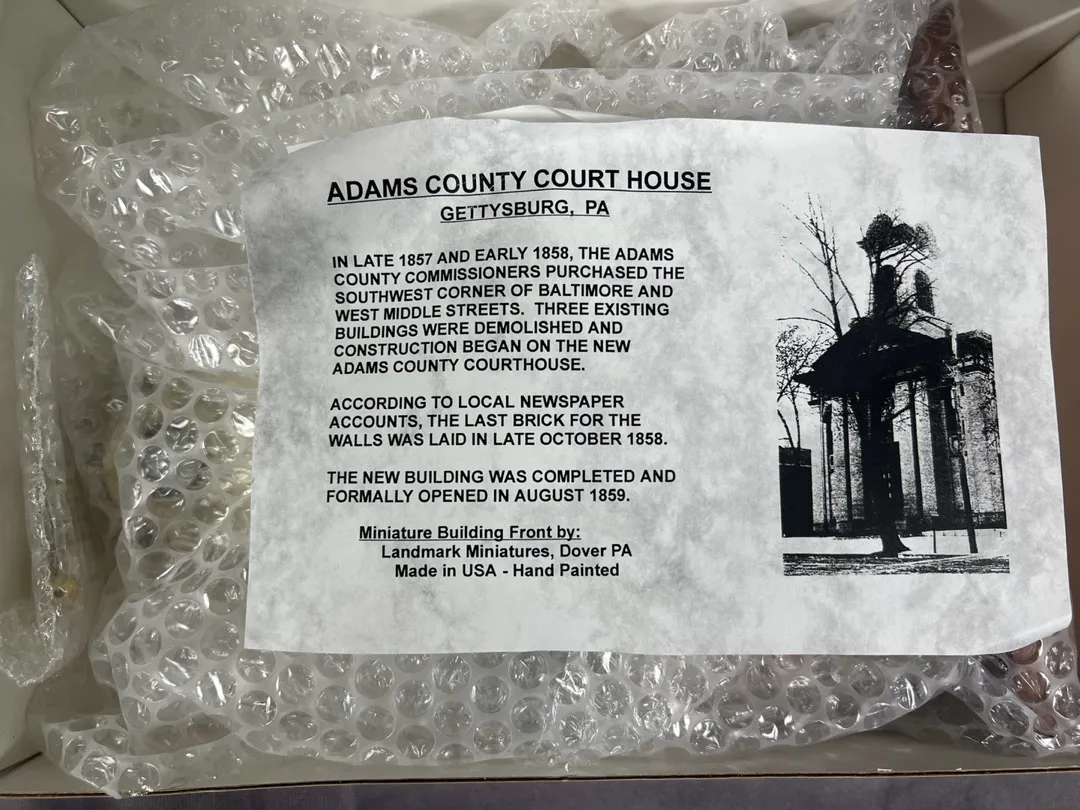 ADAMS COUNTY COURT HOUSE
GETTYSBURG, PA
IN LATE 1857 AND EARLY 1858, THE ADAMS
COUNTY COMMISSIONERS PURCHASED THE
SOUTHWEST CORNER OF BALTIMORE AND
WEST MIDDLE STREETS. THREE EXISTING
BUILDINGS WERE DEMOLISHED AND
CONSTRUCTION BEGAN ON THE NEW
ADAMS COUNTY COURTHOUSE.
ACCORDING TO LOCAL NEWSPAPER
ACCOUNTS, THE LAST BRICK FOR THE
WALLS WAS LAID IN LATE OCTOBER 1858.
THE NEW BUILDING WAS COMPLETED AND
FORMALLY OPENED IN AUGUST 1859.
Miniature Building Front by:
Landmark Miniatures, Dover PA
Made in USA - Hand Painted